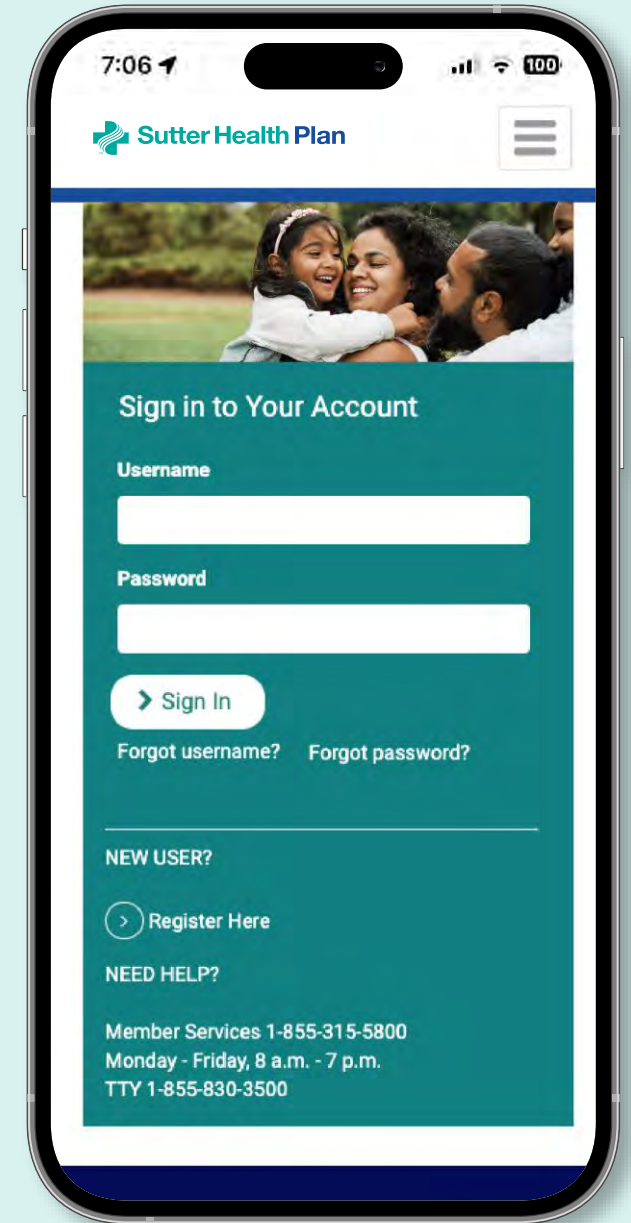 7:06
100
Sutter Health Plan
Sign in to Your Account
Username
Password
Sign In
Forgot username? Forgot password?
NEW USER?
Register Here
NEED HELP?
Member Services 1-855-315-5800
Monday - Friday, 8 a.m. - 7 p.m.
TTY 1-855-830-3500